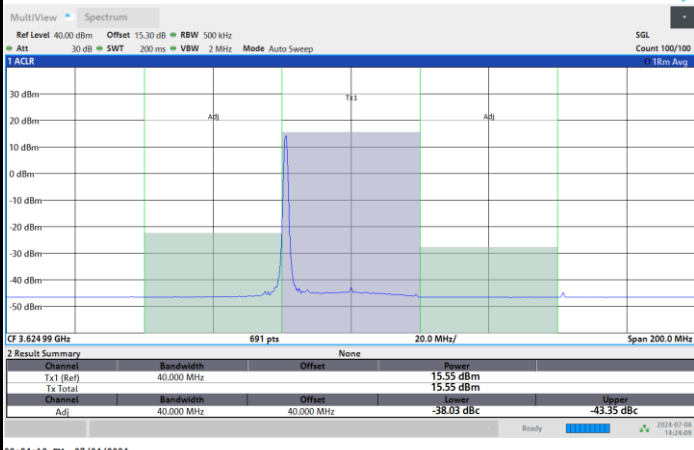 MultiView Spectrum
Ref Level 40.00 dBm Offset 15.30 dB RBW 500 kHz SGL
Att 30 dB SWT 200 ms VBW 2 MHz Mode Auto Sweep Count 100/100
1 ACLR 1Rm Avg
30 dBm
Tx1
20 dBm Adj Adj
10 dBm
0 dBm
-10 dBm
-20 dBm
-30 dBm
-40 dBm
-50 dBm
CF 3.624 99 GHz 691 pts 20.0 MHz/ Span 200.0 MHz
2 Result Summary None
Channel Bandwidth Offset Power
Tx1 (Ref) 40.000 MHz 15.55 dBm
Tx Total 15.55 dBm
Channel Bandwidth Offset Lower Upper
Adj 40.000 MHz 40.000 MHz -38.03 dBc -43.35 dBc
Ready 2024-07-04